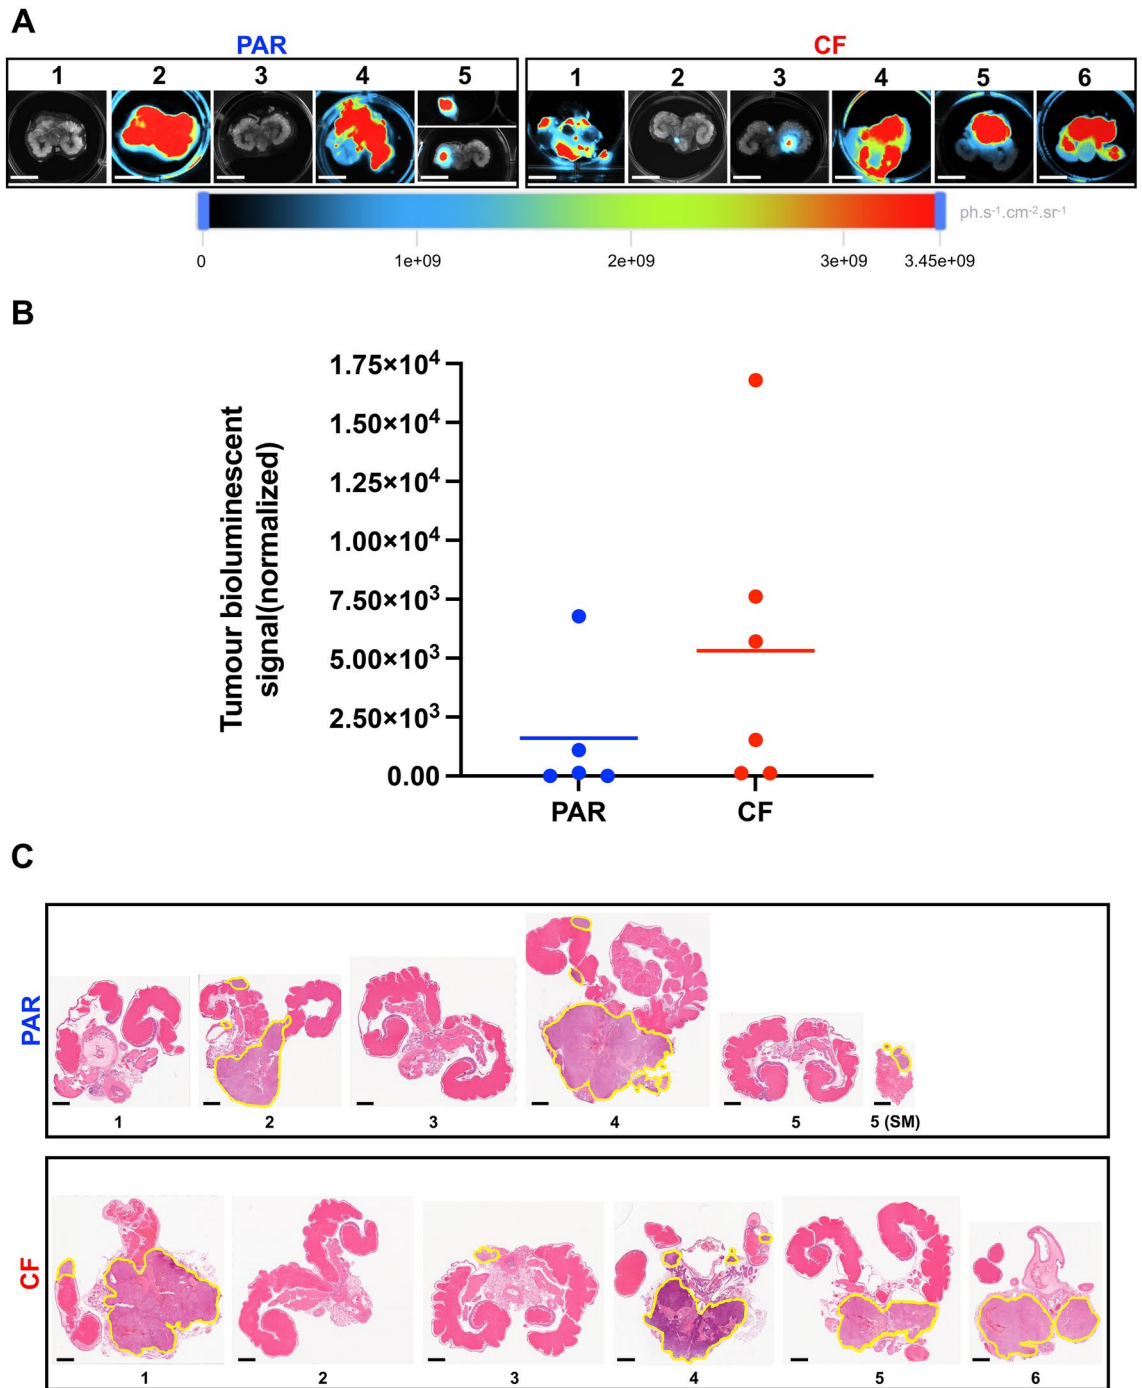 A
PAR CF
1 2 3 4 5 1 2 3 4 5 6
ph.s⁻¹.cm⁻².sr⁻¹
0 1e+09 2e+09 3e+09 3.45e+09
B
Tumour bioluminescent
signal(normalized)
1.75×10⁴
1.50×10⁴
1.25×10⁴
1.00×10⁴
7.50×10³
5.00×10³
2.50×10³
0.00
PAR CF
C
PAR
1 2 3 4 5 5 (SM)
CF
1 2 3 4 5 6